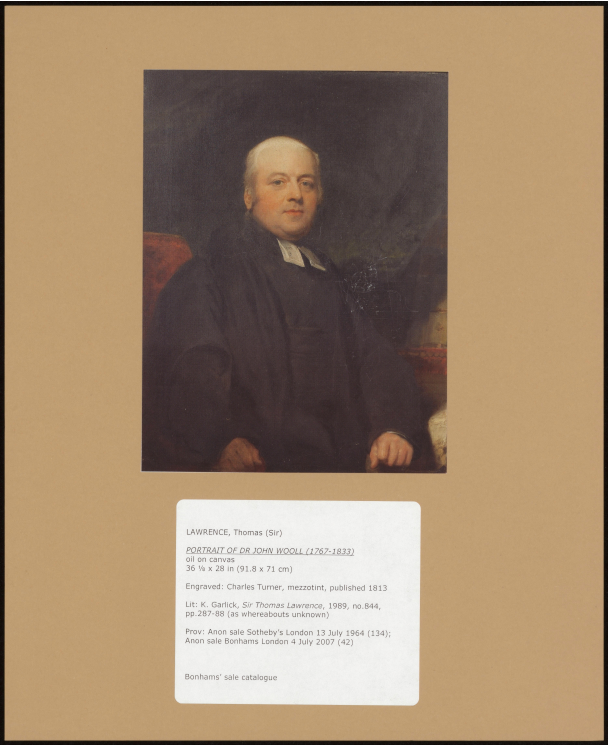 LAWRENCE, Thomas (Sir)
PORTRAIT OF DR JOHN WOOLL (1767-1833)
oil on canvas
36 ¼ x 28 in (91.8 x 71 cm)
Engraved: Charles Turner, mezzotint, published 1813
Lit: K. Garlick, Sir Thomas Lawrence, 1989, no.844,
pp.287-88 (as whereabouts unknown)
Prov: Anon sale Sotheby's London 13 July 1964 (134);
Anon sale Bonhams London 4 July 2007 (42)
Bonhams' sale catalogue